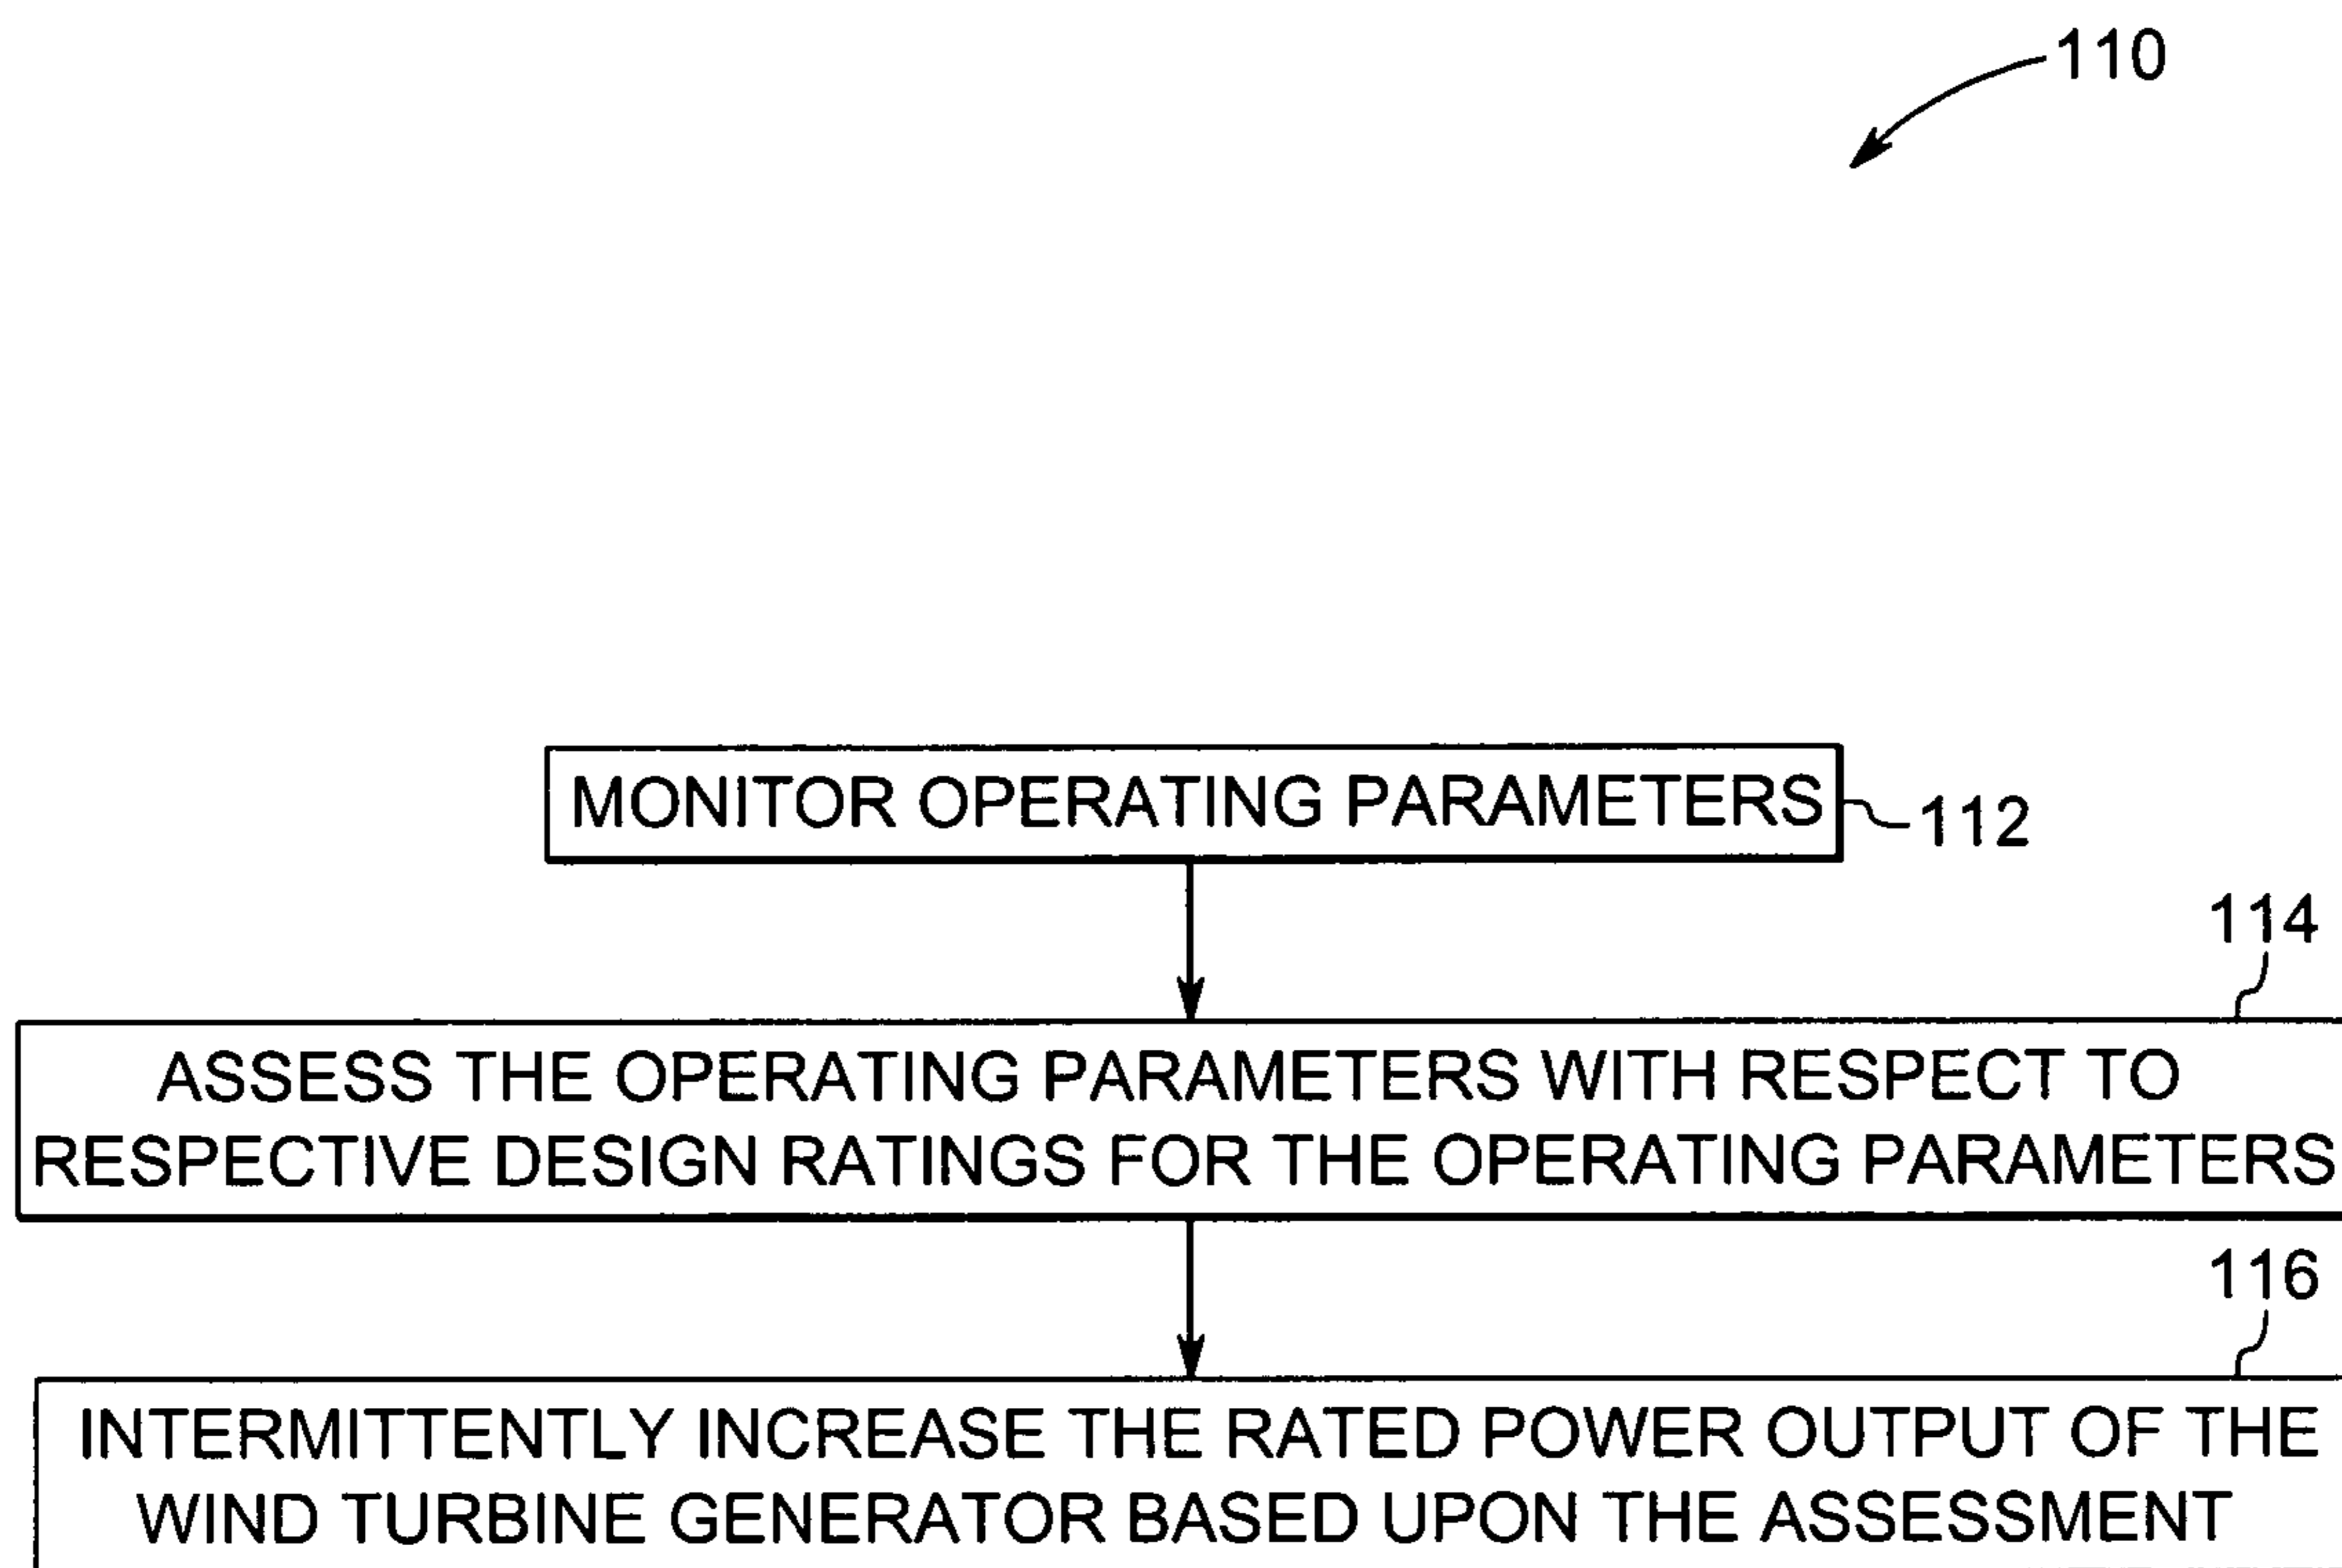 110
MONITOR OPERATING PARAMETERS
112
114
ASSESS THE OPERATING PARAMETERS WITH RESPECT TO
RESPECTIVE DESIGN RATINGS FOR THE OPERATING PARAMETERS
116
INTERMITTENTLY INCREASE THE RATED POWER OUTPUT OF THE
WIND TURBINE GENERATOR BASED UPON THE ASSESSMENT